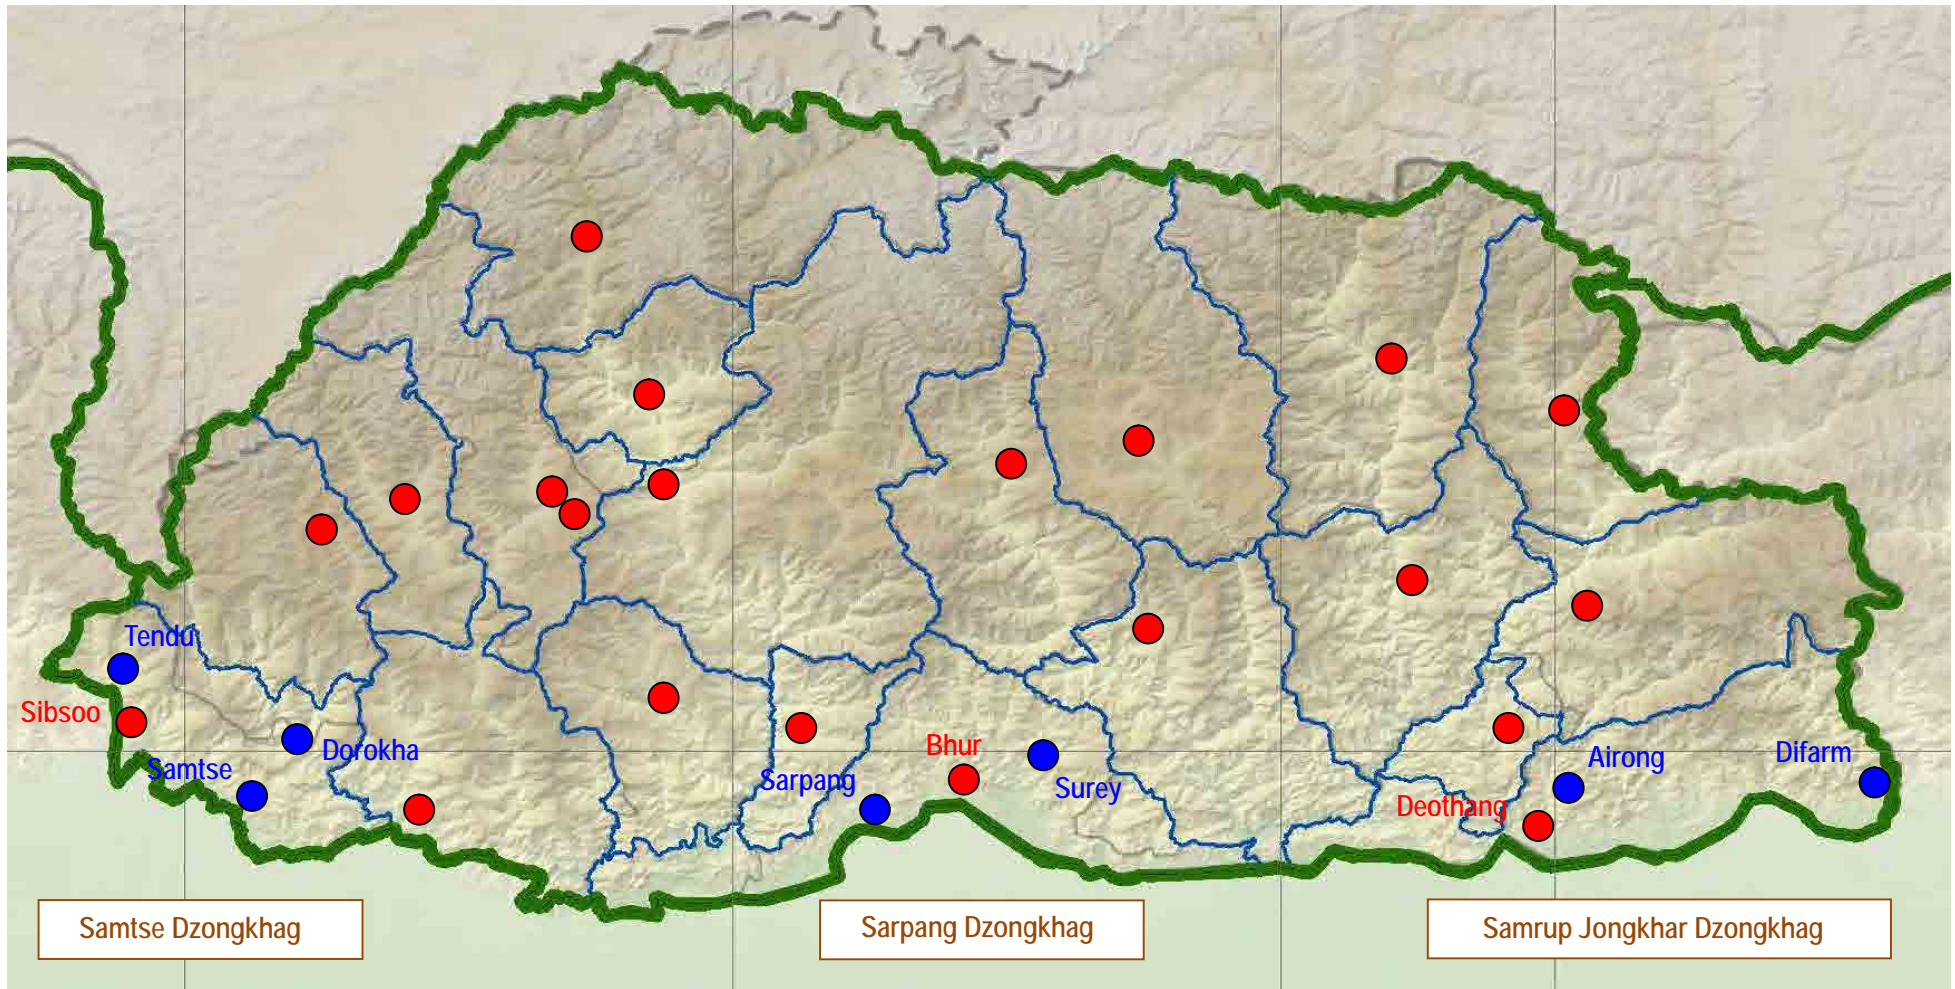 Tendu
Sibsoo
Dorokha
Samtse
Bhur
Sarpang
Surey
Airong
Difarm
Deothang
Samtse Dzongkhag
Sarpang Dzongkhag
Samrup Jongkhar Dzongkhag